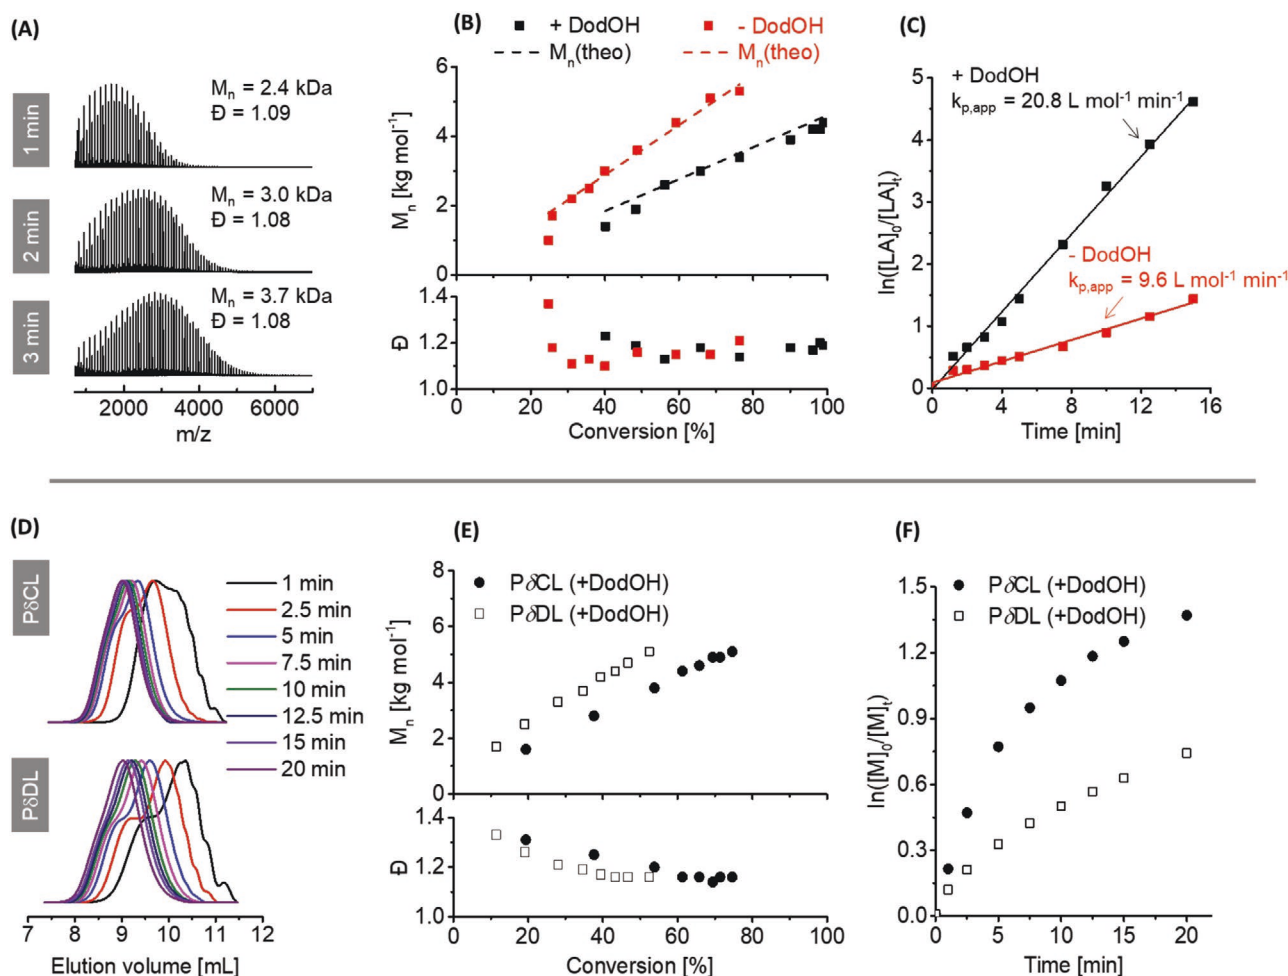 (A)
1 min
Mn = 2.4 kDa
Đ = 1.09
2 min
Mn = 3.0 kDa
Đ = 1.08
3 min
Mn = 3.7 kDa
Đ = 1.08
2000 4000 6000
m/z
(B)
+ DodOH - DodOH
Mn(theo) Mn(theo)
6
4
2
0
Mn [kg mol⁻¹]
1.4
1.2
1.0
Đ
0 20 40 60 80 100
Conversion [%]
(C)
+ DodOH
kp,app = 20.8 L mol⁻¹ min⁻¹
- DodOH
kp,app = 9.6 L mol⁻¹ min⁻¹
5
4
3
2
1
0
ln([LA]₀/[LA]t)
0 4 8 12 16
Time [min]
(D)
PδCL
PδDL
1 min
2.5 min
5 min
7.5 min
10 min
12.5 min
15 min
20 min
7 8 9 10 11 12
Elution volume [mL]
(E)
PδCL (+DodOH)
PδDL (+DodOH)
8
6
4
2
0
Mn [kg mol⁻¹]
1.4
1.2
1.0
Đ
0 20 40 60 80 100
Conversion [%]
(F)
PδCL (+DodOH)
PδDL (+DodOH)
1.5
1.2
0.9
0.6
0.3
0.0
ln([M]₀/[M]t)
0 5 10 15 20
Time [min]